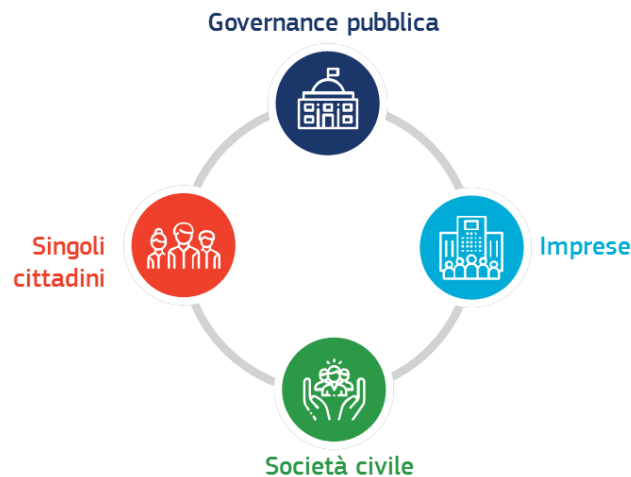 Governance pubblica
Singoli
cittadini
Imprese
Società civile